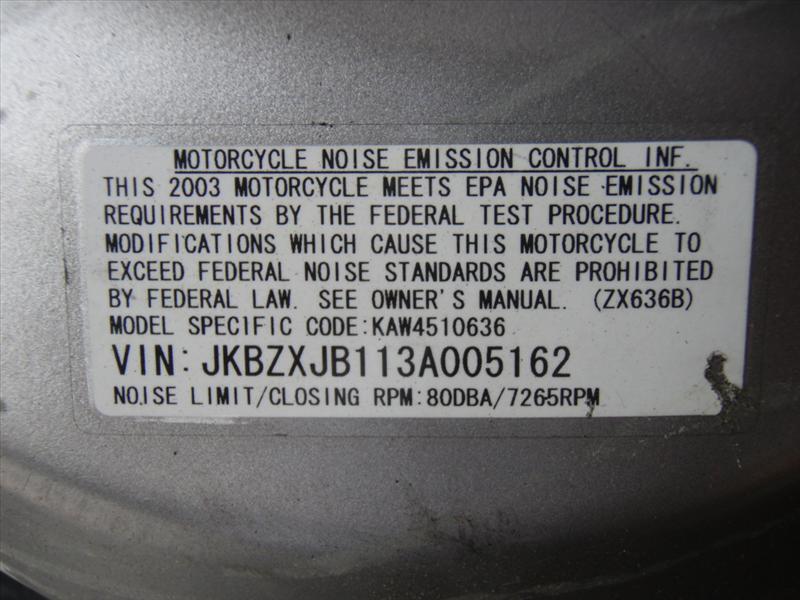 MOTORCYCLE NOISE EMISSION CONTROL INF.
THIS 2003 MOTORCYCLE MEETS EPA NOISE EMISSION
REQUIREMENTS BY THE FEDERAL TEST PROCEDURE.
MODIFICATIONS WHICH CAUSE THIS MOTORCYCLE TO
EXCEED FEDERAL NOISE STANDARDS ARE PROHIBITED
BY FEDERAL LAW. SEE OWNER'S MANUAL. (ZX636B)
MODEL SPECIFIC CODE:KAW4510636
VIN: JKBZXJB113A005162
NOISE LIMIT/CLOSING RPM:80DBA/7265RPM